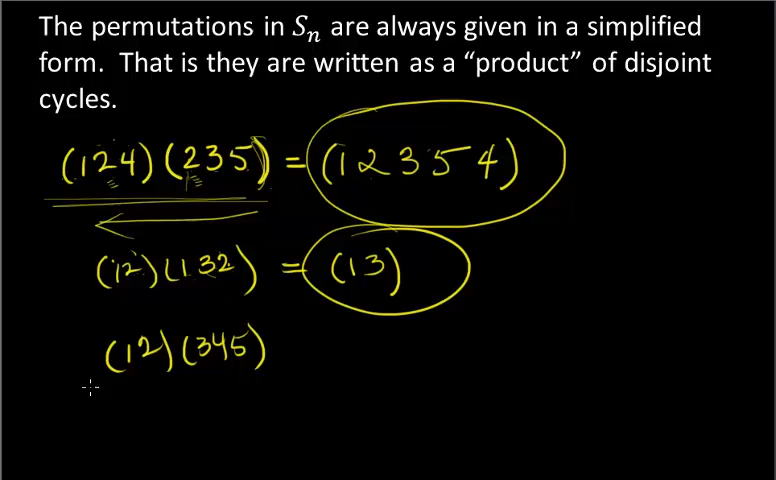 The permutations in Sₙ are always given in a simplified
form. That is they are written as a “product” of disjoint
cycles.
(124)(235) = (12354)
(12)(132) = (13)
(12)(345)